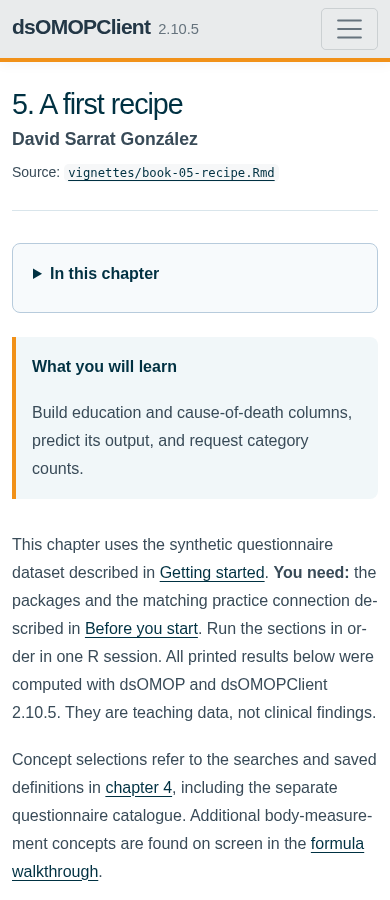 dsOMOPClient 2.10.5
5. A first recipe
David Sarrat González
Source: vignettes/book-05-recipe.Rmd
In this chapter
What you will learn
Build education and cause-of-death columns,
predict its output, and request category
counts.
This chapter uses the synthetic questionnaire
dataset described in Getting started. You need: the
packages and the matching practice connection de-
scribed in Before you start. Run the sections in or-
der in one R session. All printed results below were
computed with dsOMOP and dsOMOPClient
2.10.5. They are teaching data, not clinical findings.
Concept selections refer to the searches and saved
definitions in chapter 4, including the separate
questionnaire catalogue. Additional body-measure-
ment concepts are found on screen in the formula
walkthrough.